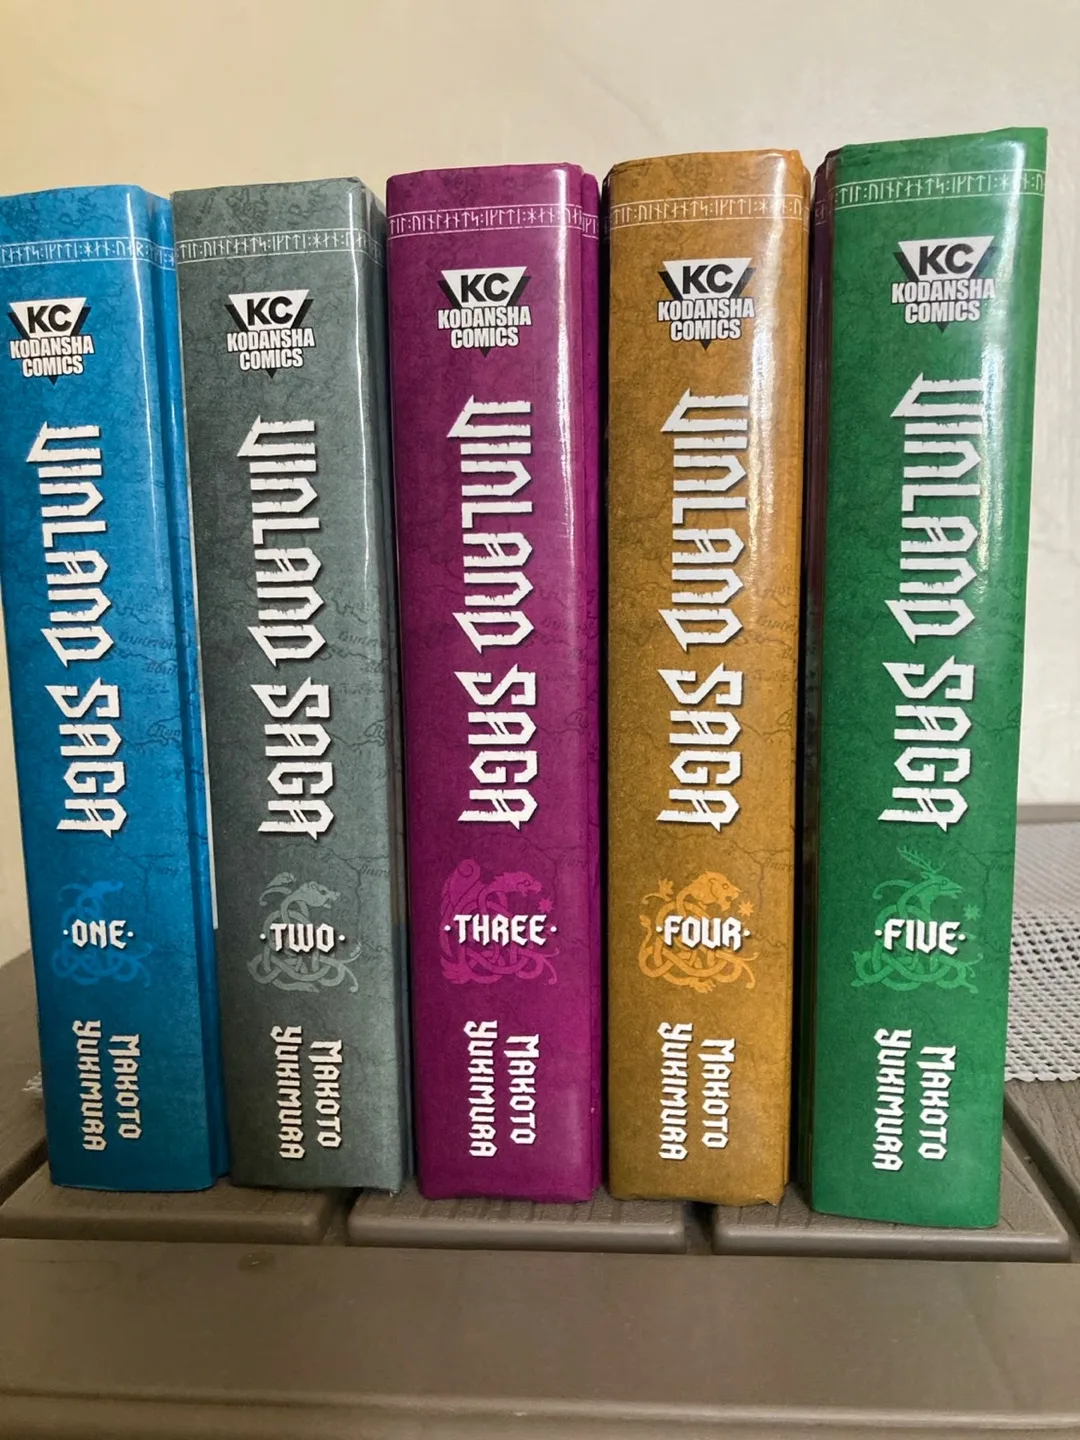 KC
KODANSHA
COMICS
VINLAND SAGA
·ONE·
MAKOTO
YUKIMURA
KC
KODANSHA
COMICS
VINLAND SAGA
·TWO·
MAKOTO
YUKIMURA
KC
KODANSHA
COMICS
VINLAND SAGA
·THREE·
MAKOTO
YUKIMURA
KC
KODANSHA
COMICS
VINLAND SAGA
·FOUR·
MAKOTO
YUKIMURA
KC
KODANSHA
COMICS
VINLAND SAGA
·FIVE·
MAKOTO
YUKIMURA